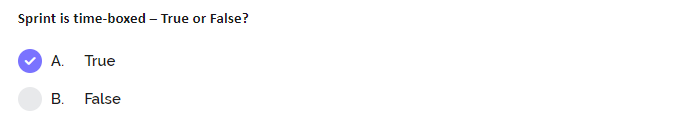 Sprint is time-boxed – True or False?
A. True
B. False